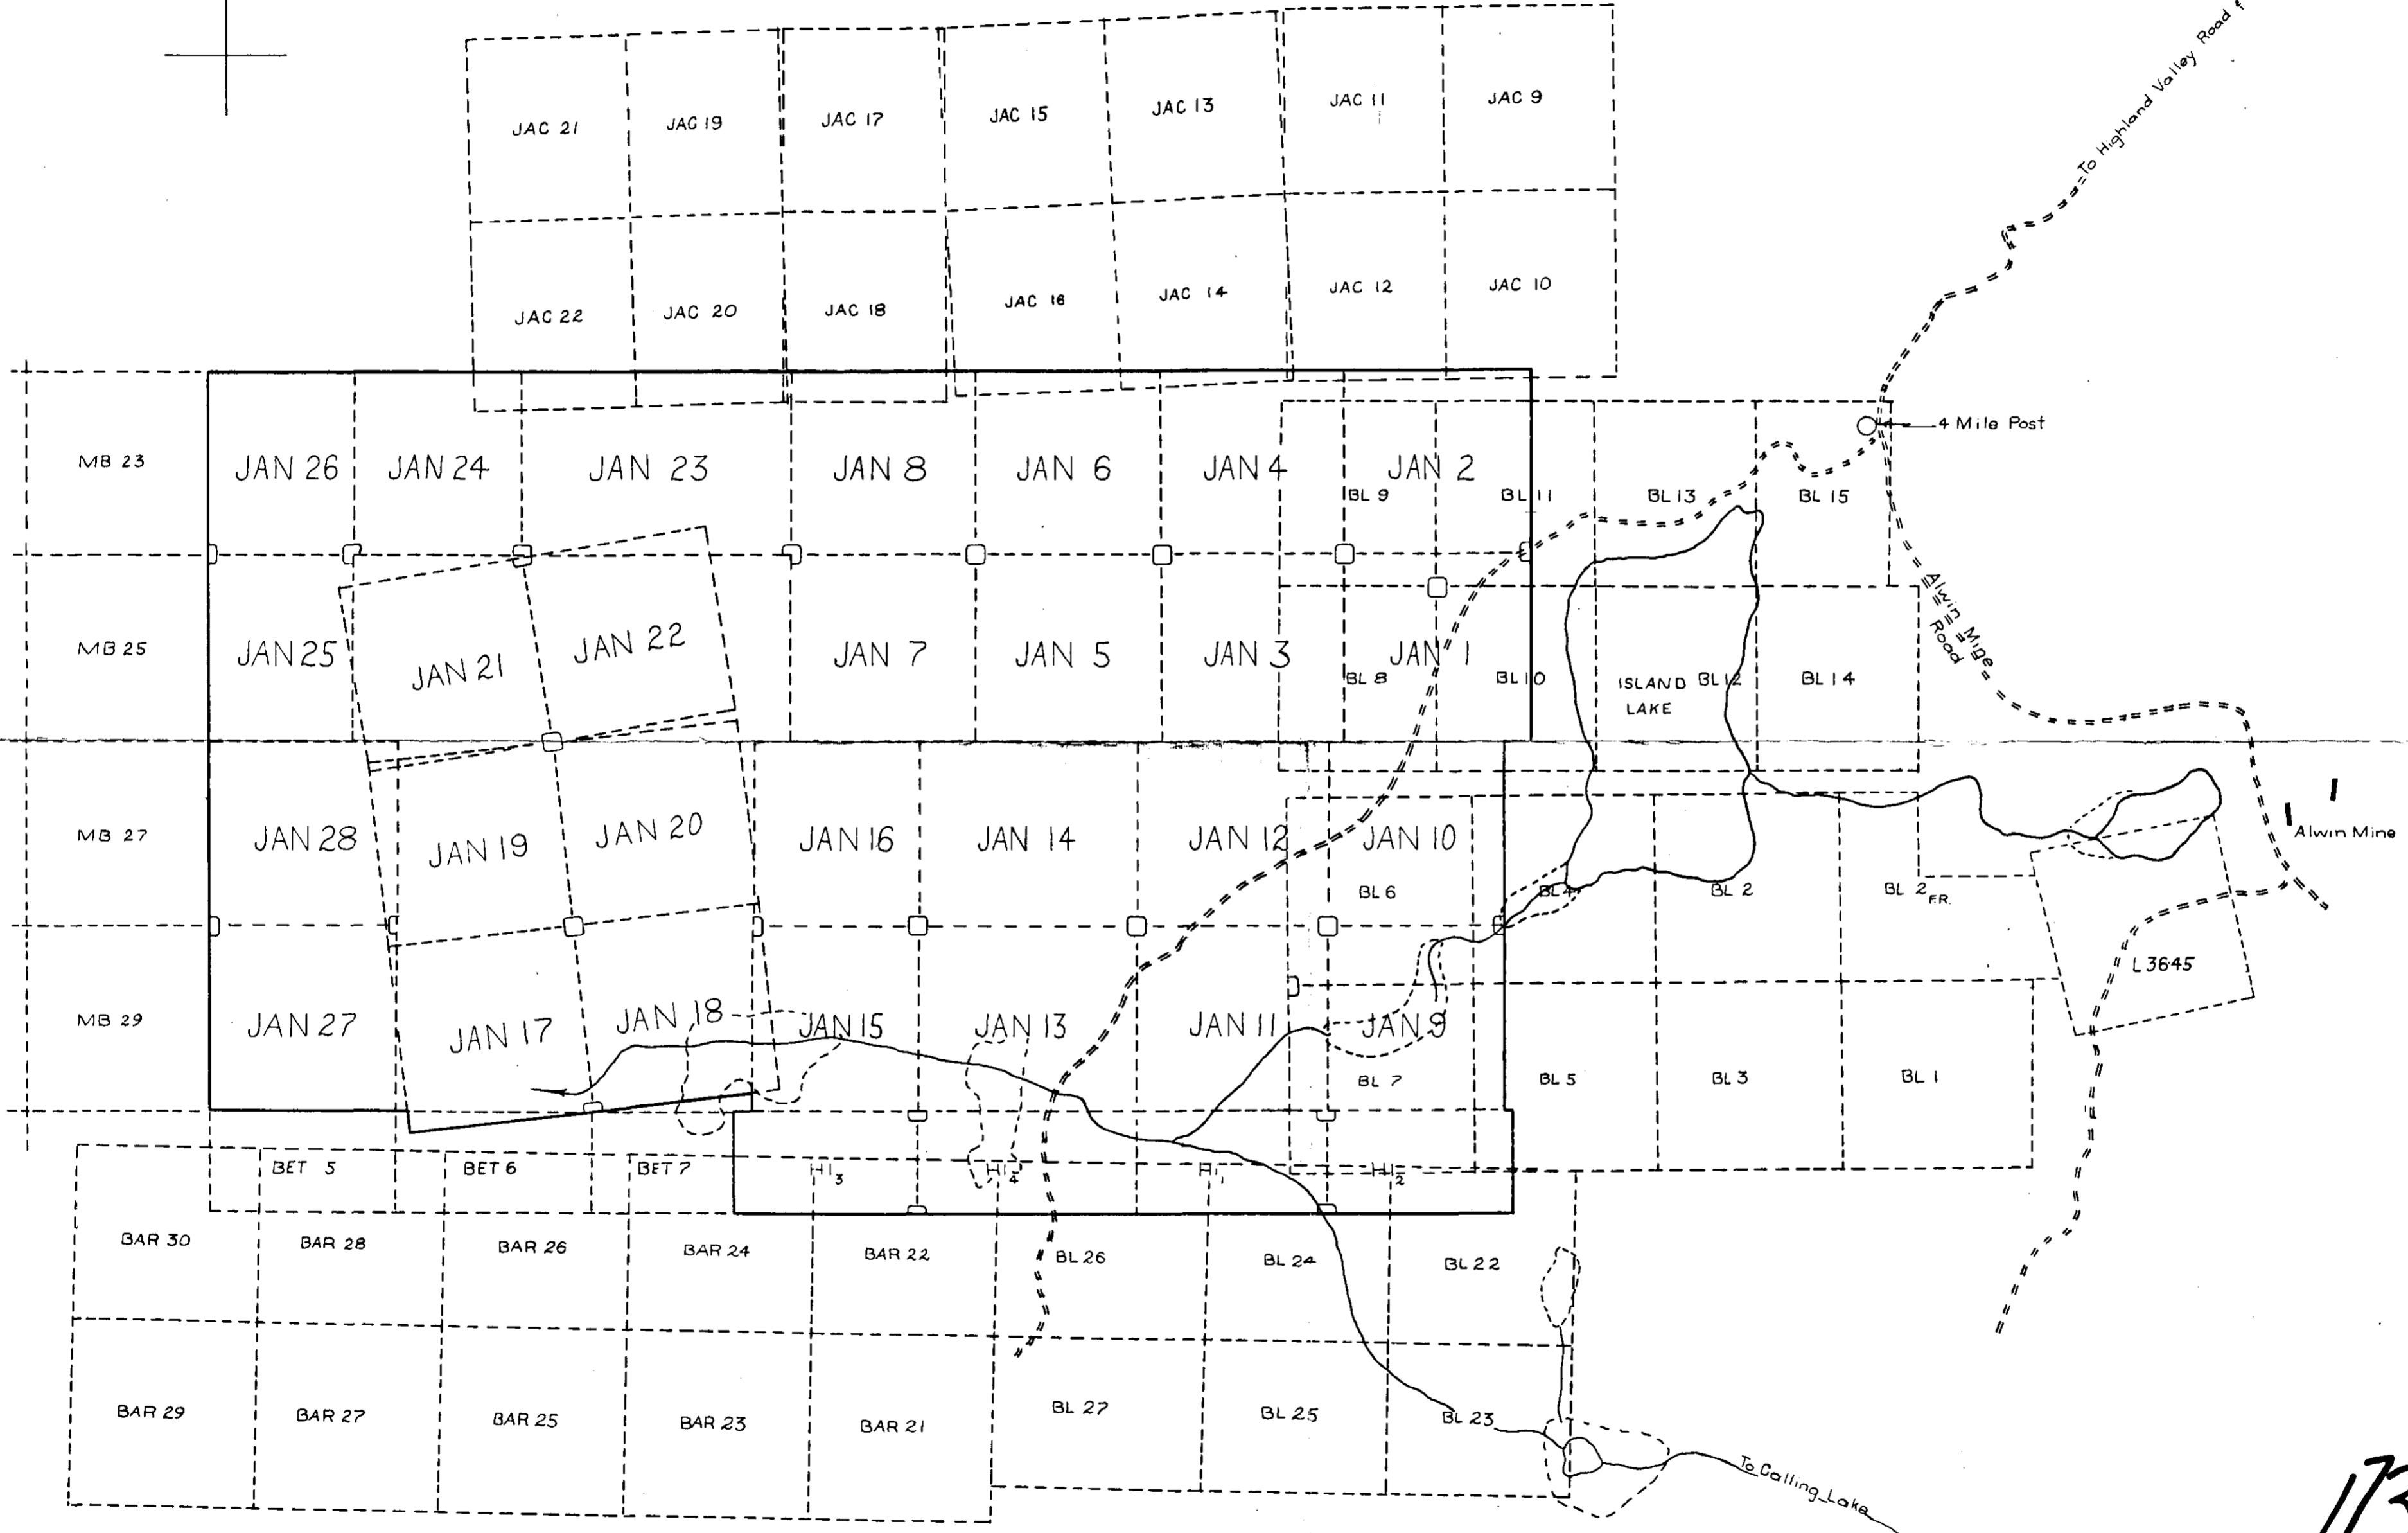 To Highland Valley Road
JAC 21
JAC 19
JAC 17
JAC 15
JAC 13
JAC 11
JAC 9
JAC 22
JAC 20
JAC 18
JAC 16
JAC 14
JAC 12
JAC 10
4 Mile Post
MB 23
JAN 26
JAN 24
JAN 23
JAN 8
JAN 6
JAN 4
JAN 2
BL 9
BL 11
BL 13
BL 15
Alwin Mine
Road
MB 25
JAN 25
JAN 21
JAN 22
JAN 7
JAN 5
JAN 3
JAN 1
BL 8
BL 10
ISLAND
LAKE
BL 12
BL 14
MB 27
JAN 28
JAN 19
JAN 20
JAN 16
JAN 14
JAN 12
JAN 10
Alwin Mine
BL 6
BL 4
BL 2
BL 2 FR.
L3645
MB 29
JAN 27
JAN 17
JAN 18
JAN 15
JAN 13
JAN 11
JAN 9
BL 7
BL 5
BL 3
BL 1
BET 5
BET 6
BET 7
HI 3
HI 4
HI 1
HI 2
BAR 30
BAR 28
BAR 26
BAR 24
BAR 22
BL 26
BL 24
BL 22
BAR 29
BAR 27
BAR 25
BAR 23
BAR 21
BL 27
BL 25
BL 23
To Calling Lake